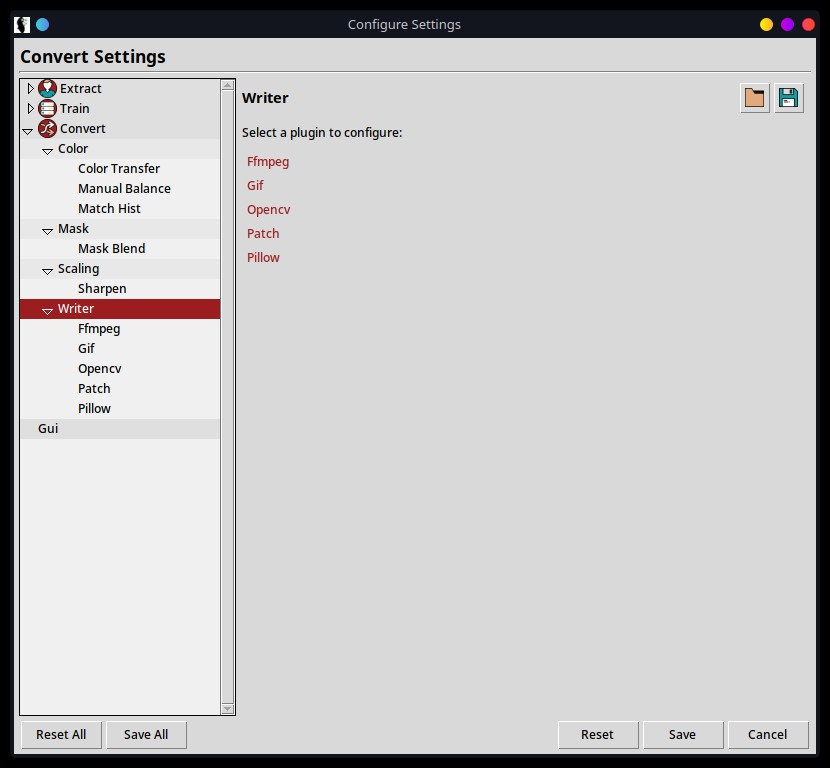 Configure Settings
Convert Settings
Extract
Train
Convert
Color
Color Transfer
Manual Balance
Match Hist
Mask
Mask Blend
Scaling
Sharpen
Writer
Ffmpeg
Gif
Opencv
Patch
Pillow
Gui
Writer
Select a plugin to configure:
Ffmpeg
Gif
Opencv
Patch
Pillow
Reset All
Save All
Reset
Save
Cancel